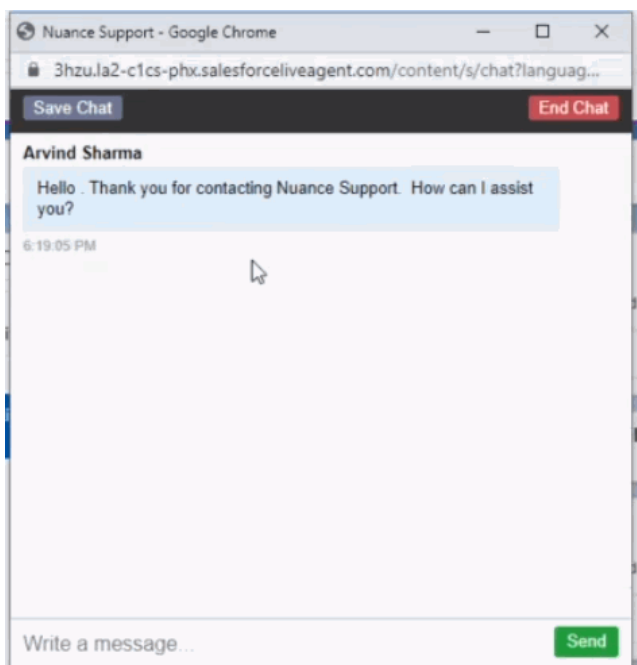 Nuance Support - Google Chrome
3hzu.la2-c1cs-phx.salesforceliveagent.com/content/s/chat?languag...
Save Chat
End Chat
Arvind Sharma
Hello . Thank you for contacting Nuance Support. How can I assist
you?
6:19:05 PM
Write a message...
Send